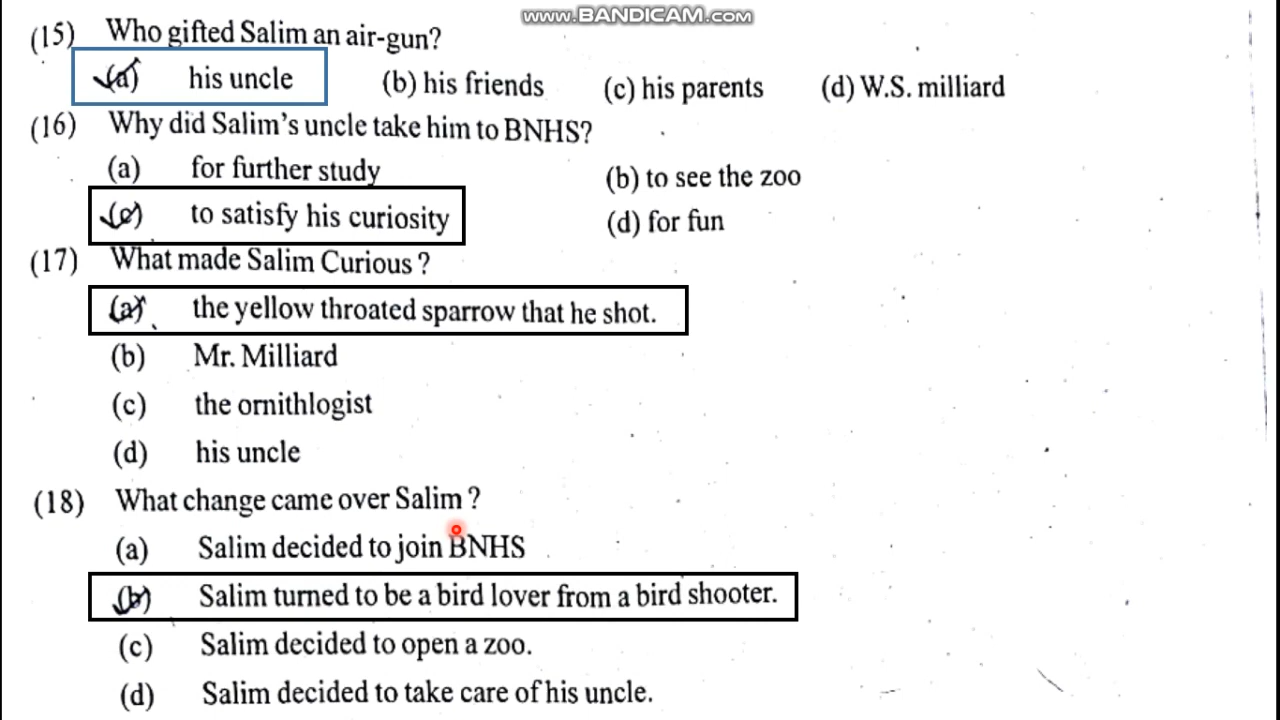 www.BANDICAM.com
(15) Who gifted Salim an air-gun?
(a) his uncle (b) his friends (c) his parents (d) W.S. milliard
(16) Why did Salim's uncle take him to BNHS?
(a) for further study (b) to see the zoo
(c) to satisfy his curiosity (d) for fun
(17) What made Salim Curious ?
(a) the yellow throated sparrow that he shot.
(b) Mr. Milliard
(c) the ornithlogist
(d) his uncle
(18) What change came over Salim ?
(a) Salim decided to join BNHS
(b) Salim turned to be a bird lover from a bird shooter.
(c) Salim decided to open a zoo.
(d) Salim decided to take care of his uncle.